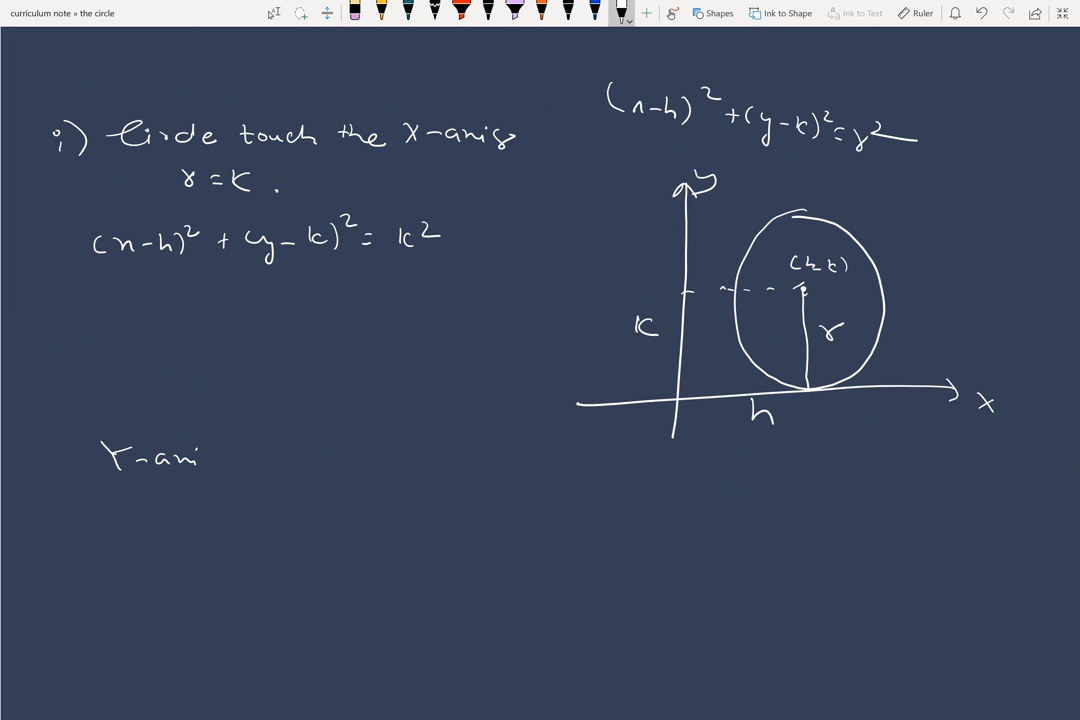 curriculum note » the circle
Shapes Ink to Shape Ink to Text Ruler
(x-h)² + (y-k)² = r²
i) Circle touch the X-axis
r = k.
(x-h)² + (y-k)² = k²
y
(h, k)
k
r
h
x
Y-axi